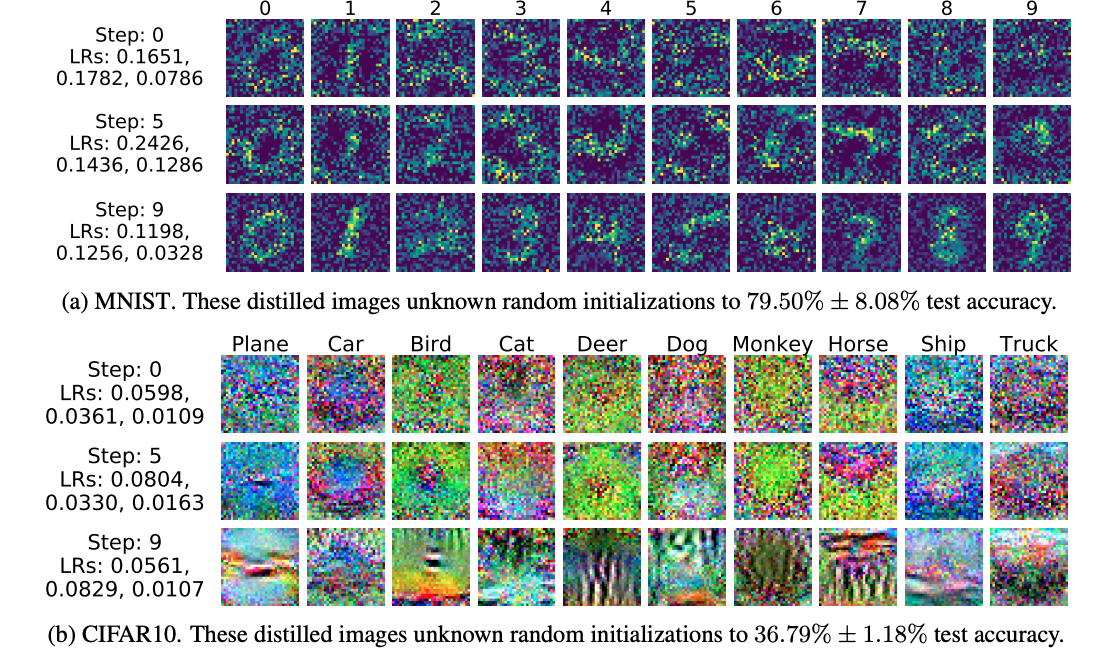 0 1 2 3 4 5 6 7 8 9
Step: 0
LRs: 0.1651,
0.1782, 0.0786
Step: 5
LRs: 0.2426,
0.1436, 0.1286
Step: 9
LRs: 0.1198,
0.1256, 0.0328
(a) MNIST. These distilled images unknown random initializations to 79.50% ± 8.08% test accuracy.
Plane Car Bird Cat Deer Dog Monkey Horse Ship Truck
Step: 0
LRs: 0.0598,
0.0361, 0.0109
Step: 5
LRs: 0.0804,
0.0330, 0.0163
Step: 9
LRs: 0.0561,
0.0829, 0.0107
(b) CIFAR10. These distilled images unknown random initializations to 36.79% ± 1.18% test accuracy.